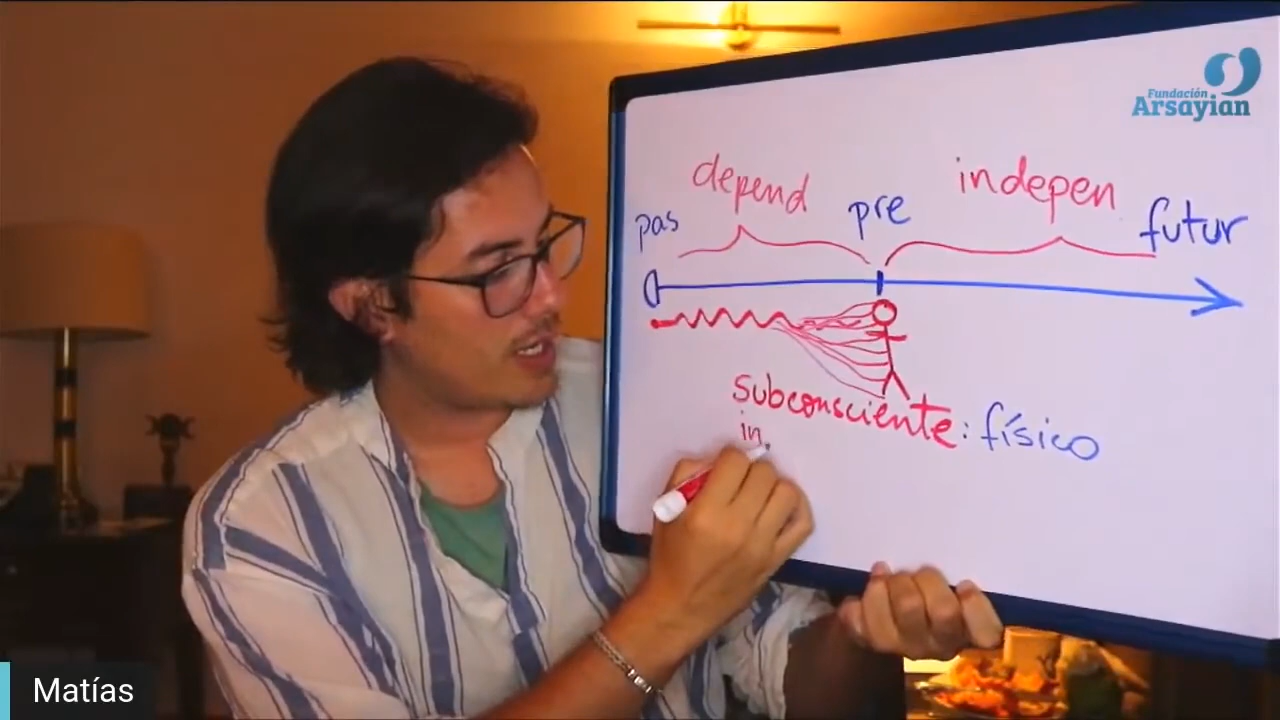 Fundación
Arsayian
depend
indepen
pas
pre
futur
subconsciente: físico
in
Matías